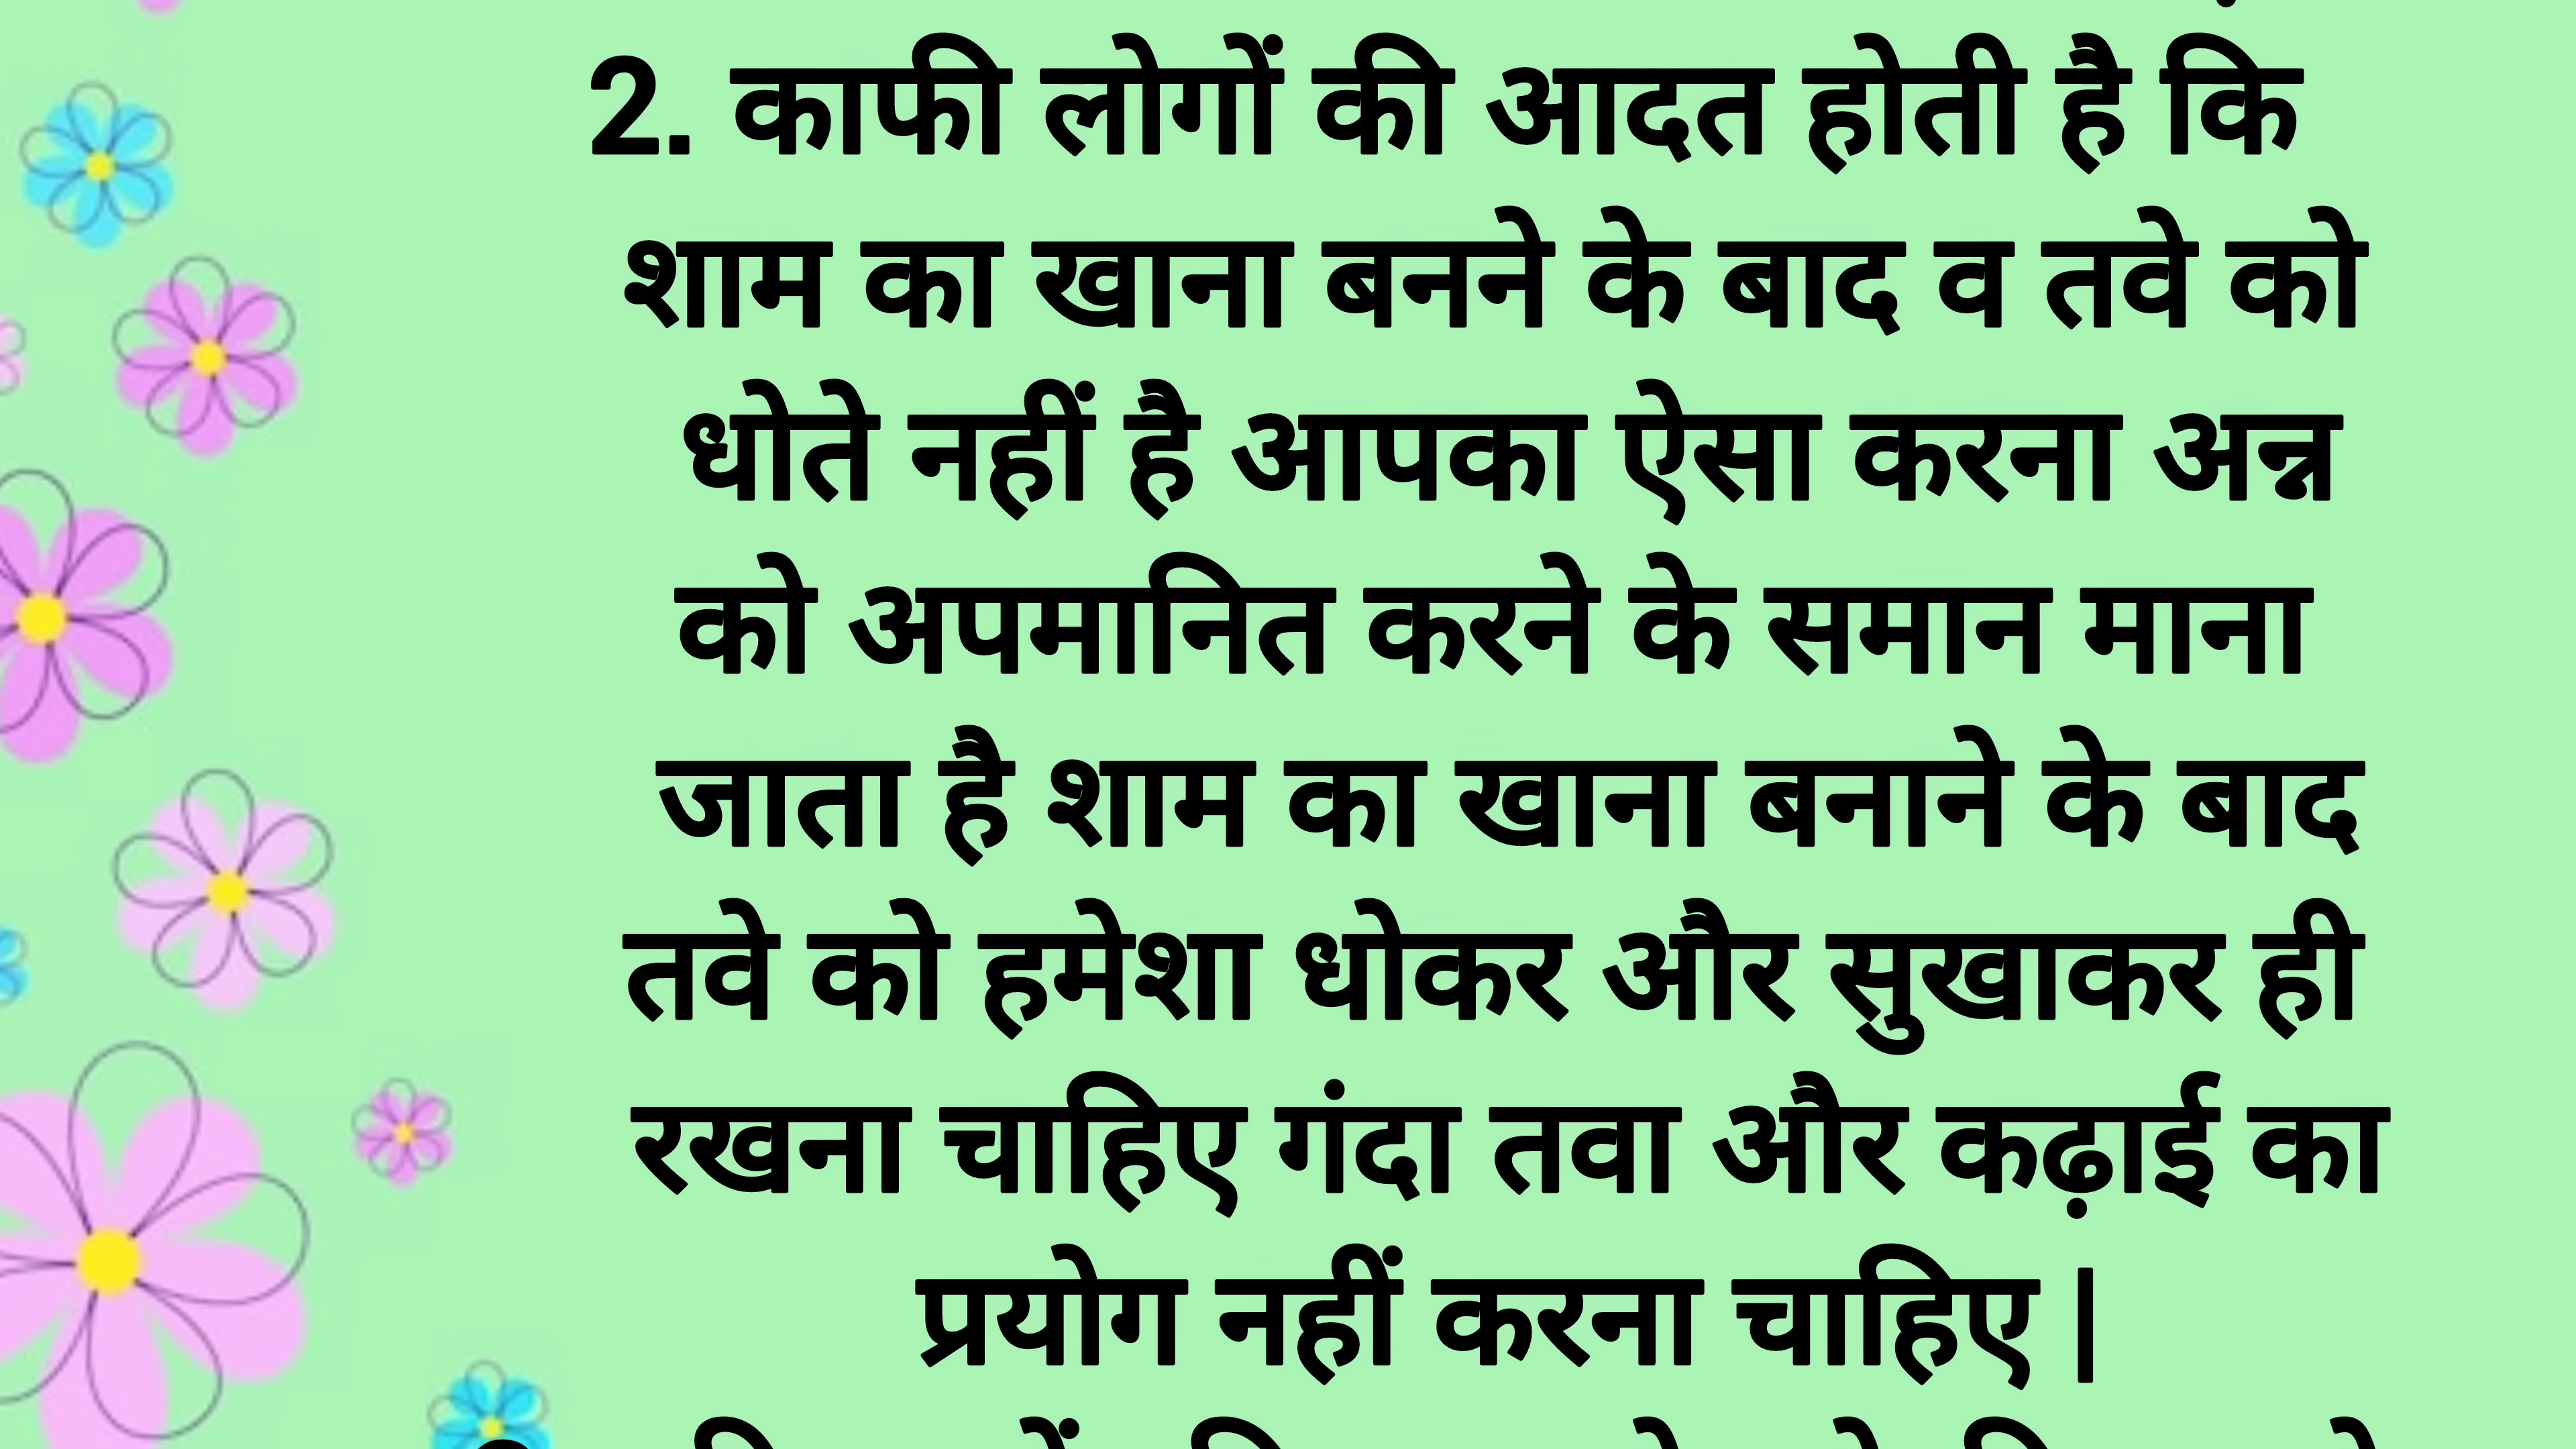 2. काफी लोगों की आदत होती है कि
शाम का खाना बनने के बाद व तवे को
धोते नहीं है आपका ऐसा करना अन्न
को अपमानित करने के समान माना
जाता है शाम का खाना बनाने के बाद
तवे को हमेशा धोकर और सुखाकर ही
रखना चाहिए गंदा तवा और कढ़ाई का
प्रयोग नहीं करना चाहिए |